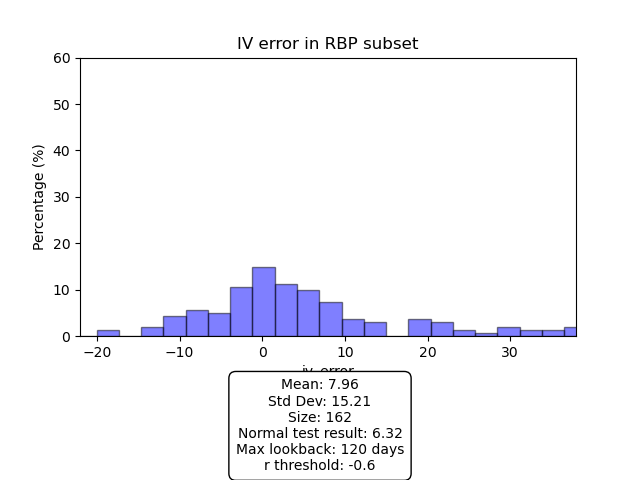 IV error in RBP subset
60
50
40
30
20
10
0
Percentage (%)
−20 −10 0 10 20 30
iv_error
Mean: 7.96
Std Dev: 15.21
Size: 162
Normal test result: 6.32
Max lookback: 120 days
r threshold: -0.6